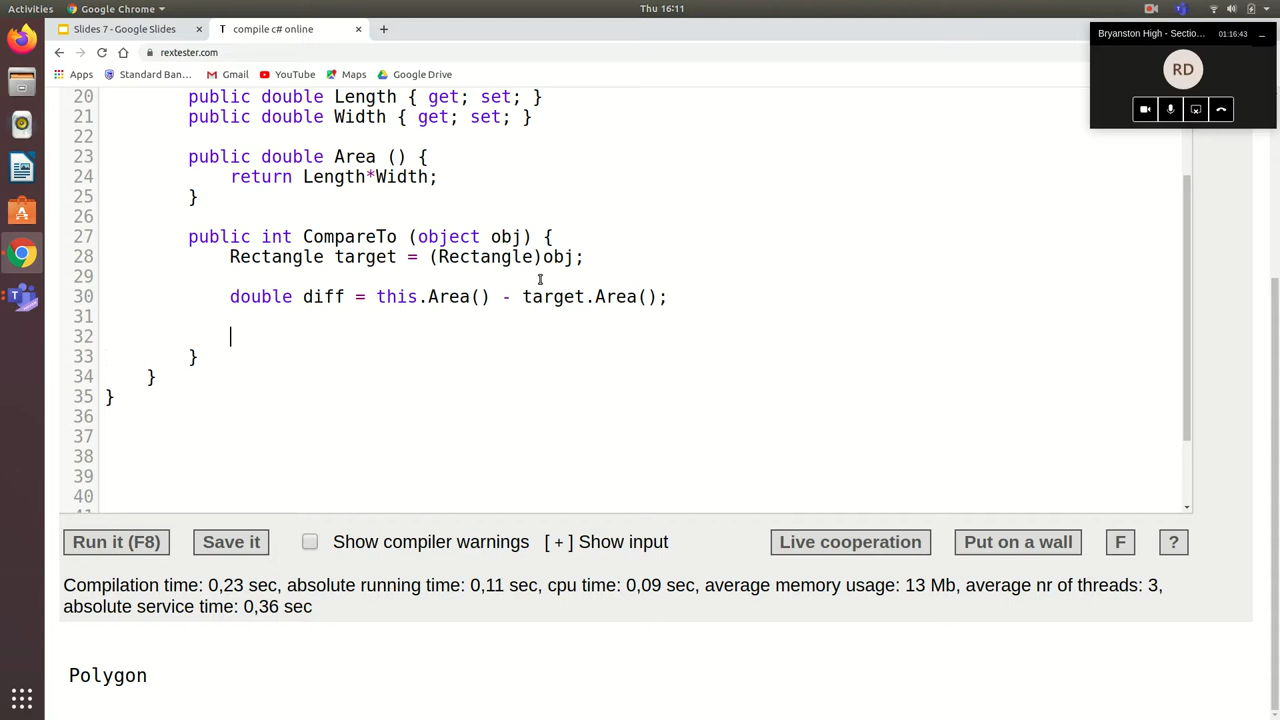 Activities
Google Chrome
Thu 16:11
Slides 7 - Google Slides
T compile c# online
rextester.com
Apps
Standard Ban...
Gmail
YouTube
Maps
Google Drive
Bryanston High - Sectio...
01:16:43
RD
20 public double Length { get; set; }
21 public double Width { get; set; }
22
23 public double Area () {
24 return Length*Width;
25 }
26
27 public int CompareTo (object obj) {
28 Rectangle target = (Rectangle)obj;
29
30 double diff = this.Area() - target.Area();
31
32
33 }
34 }
35 }
36
37
38
39
40
Run it (F8) Save it Show compiler warnings [ + ] Show input Live cooperation Put on a wall F ?
Compilation time: 0,23 sec, absolute running time: 0,11 sec, cpu time: 0,09 sec, average memory usage: 13 Mb, average nr of threads: 3,
absolute service time: 0,36 sec
Polygon